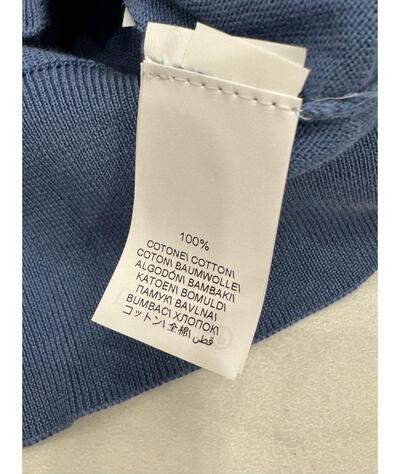 100%
COTONE\ COTTON\
COTON\ BAUMWOLLE\
ALGODÓN\ BAMBAKI\
KATOEN\ BOMULD\
ПАМУК\ BAVLNA\
BUMBAC\ ХЛОПОК\
コットン\ 全棉\ قطن